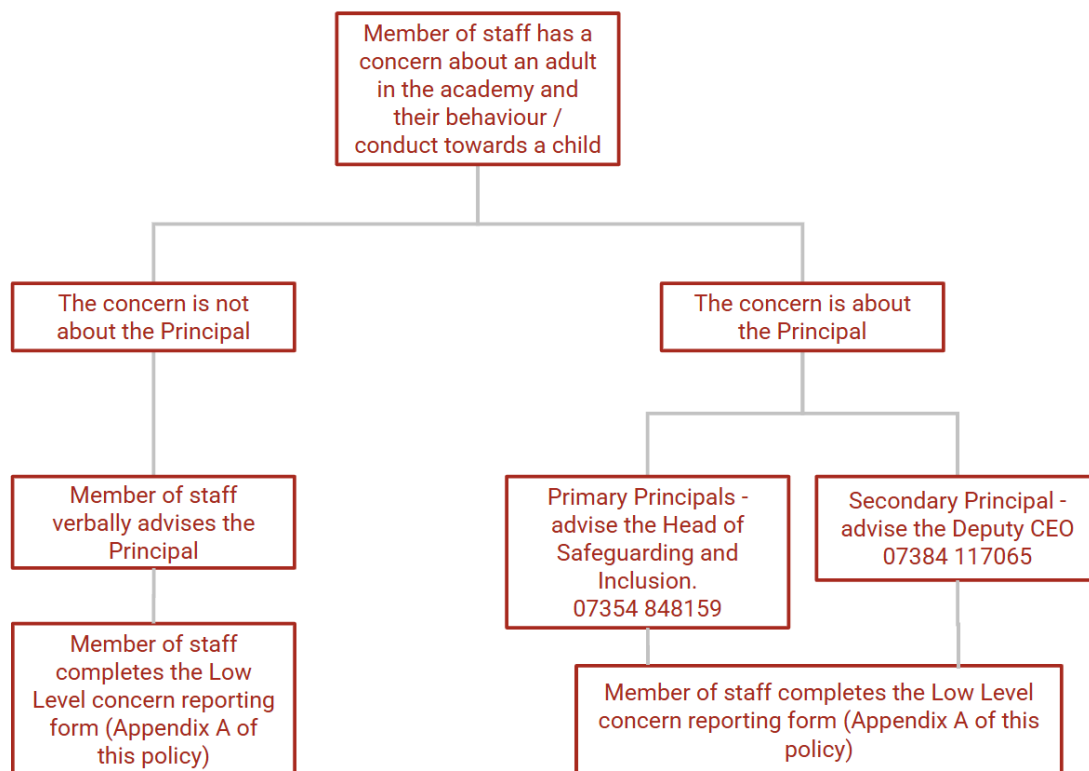 Member of staff has a
concern about an adult
in the academy and
their behaviour /
conduct towards a child
The concern is not
about the Principal
The concern is about
the Principal
Member of staff
verbally advises the
Principal
Primary Principals -
advise the Head of
Safeguarding and
Inclusion.
07354 848159
Secondary Principal -
advise the Deputy CEO
07384 117065
Member of staff
completes the Low
Level concern reporting
form (Appendix A of
this policy)
Member of staff completes the Low Level
concern reporting form (Appendix A of this
policy)